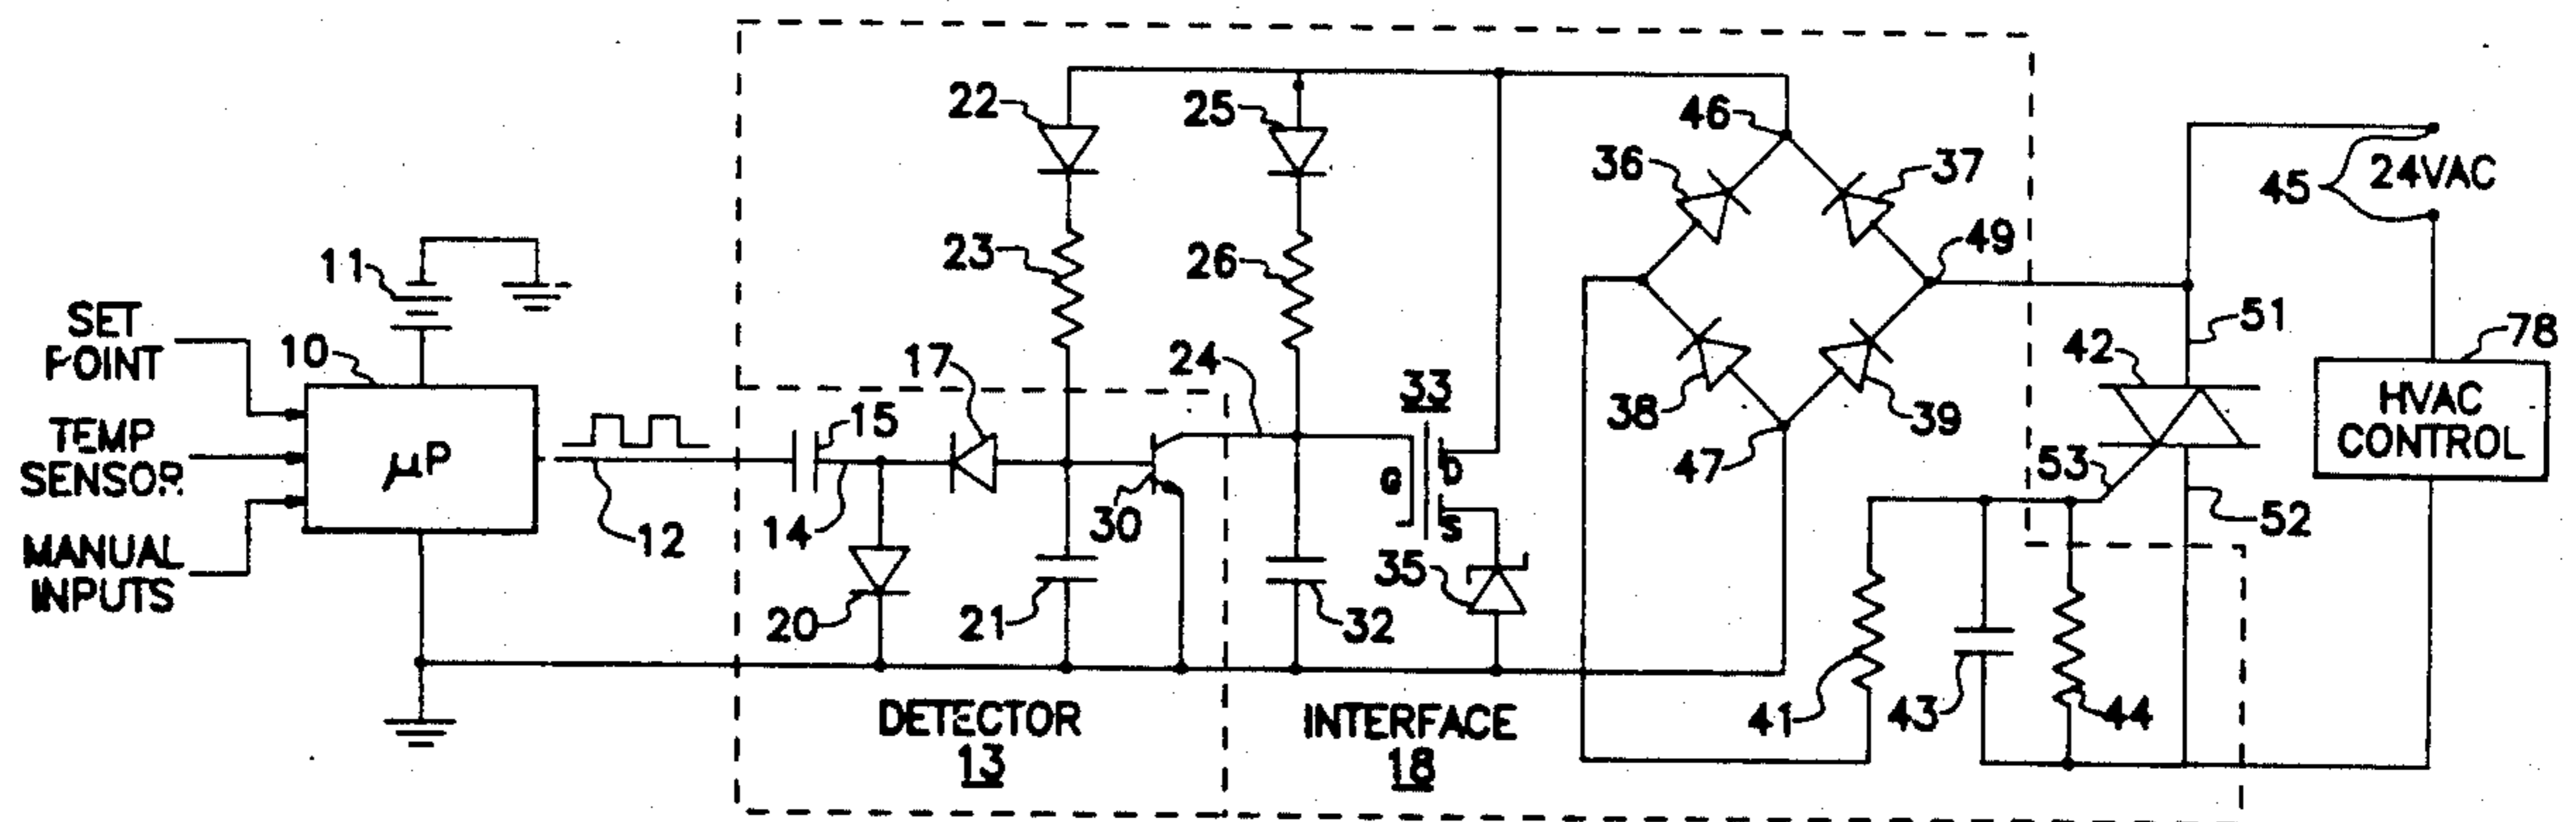 22
25
46
36
37
45
24VAC
11
23
26
49
51
SET
POINT
10
17
24
33
42
78
38
39
HVAC
CONTROL
TEMP
SENSOR
µP
15
G
D
S
47
53
MANUAL
INPUTS
12
14
30
35
52
20
21
32
41
43
44
DETECTOR
13
INTERFACE
18